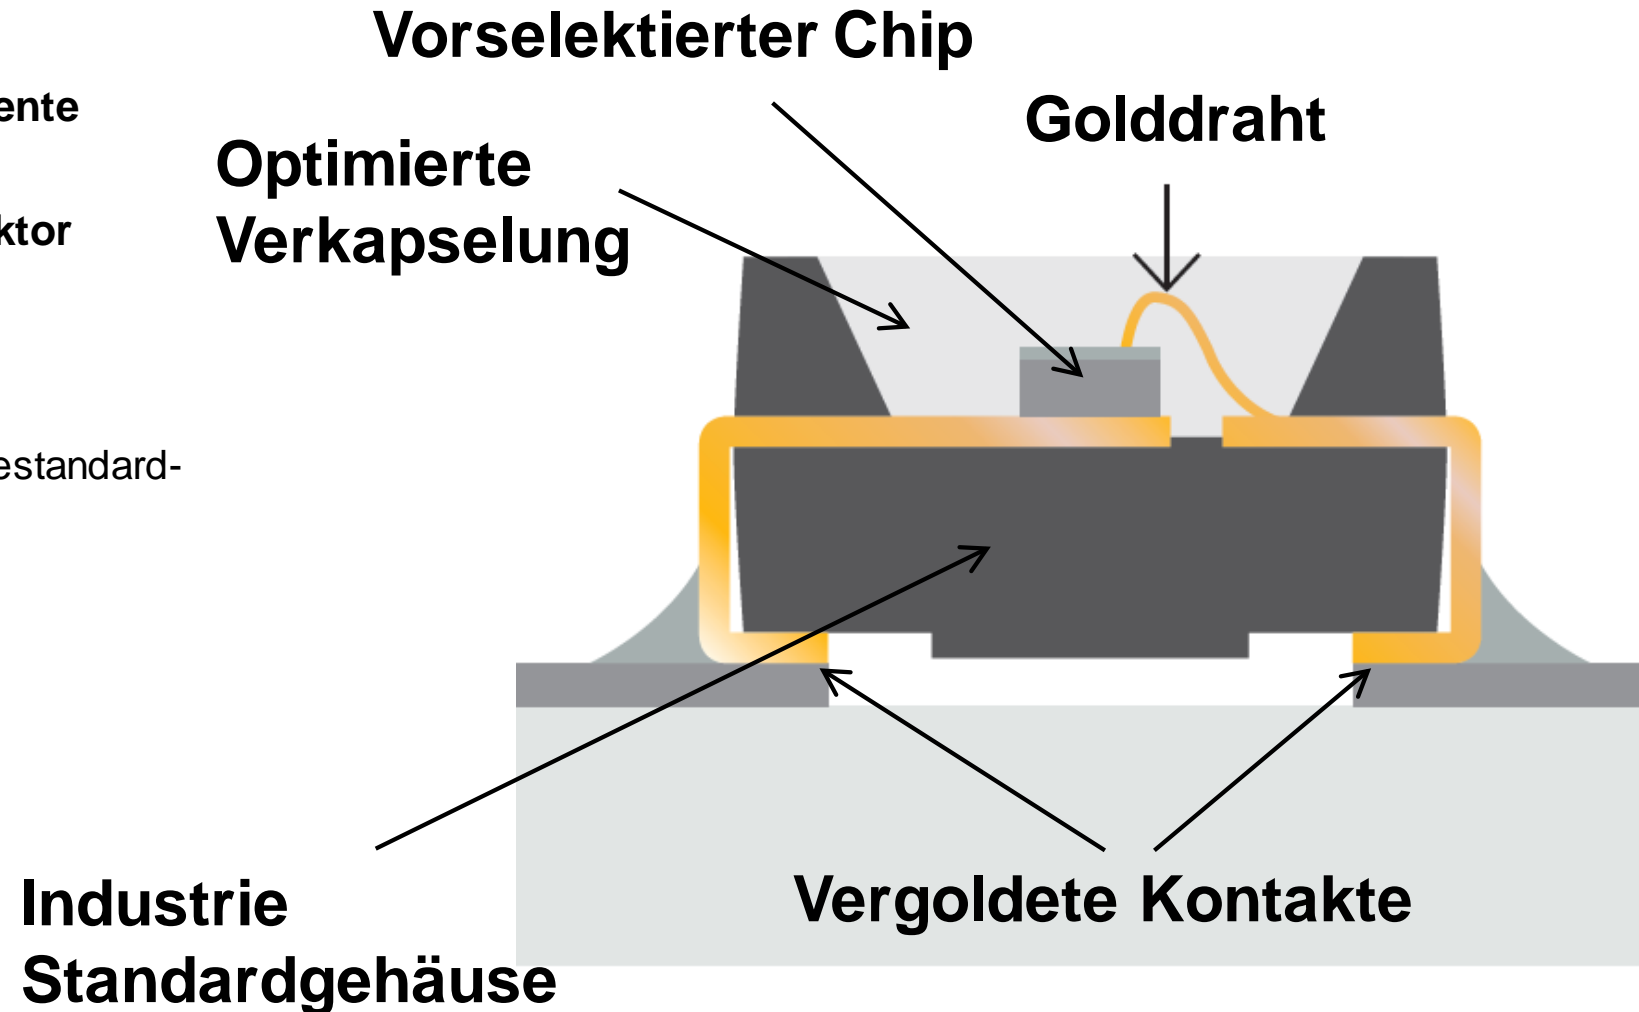 Vorselektierter Chip
ente
Golddraht
Optimierte
Verkapselung
ktor
estandard-
Industrie
Standardgehäuse
Vergoldete Kontakte